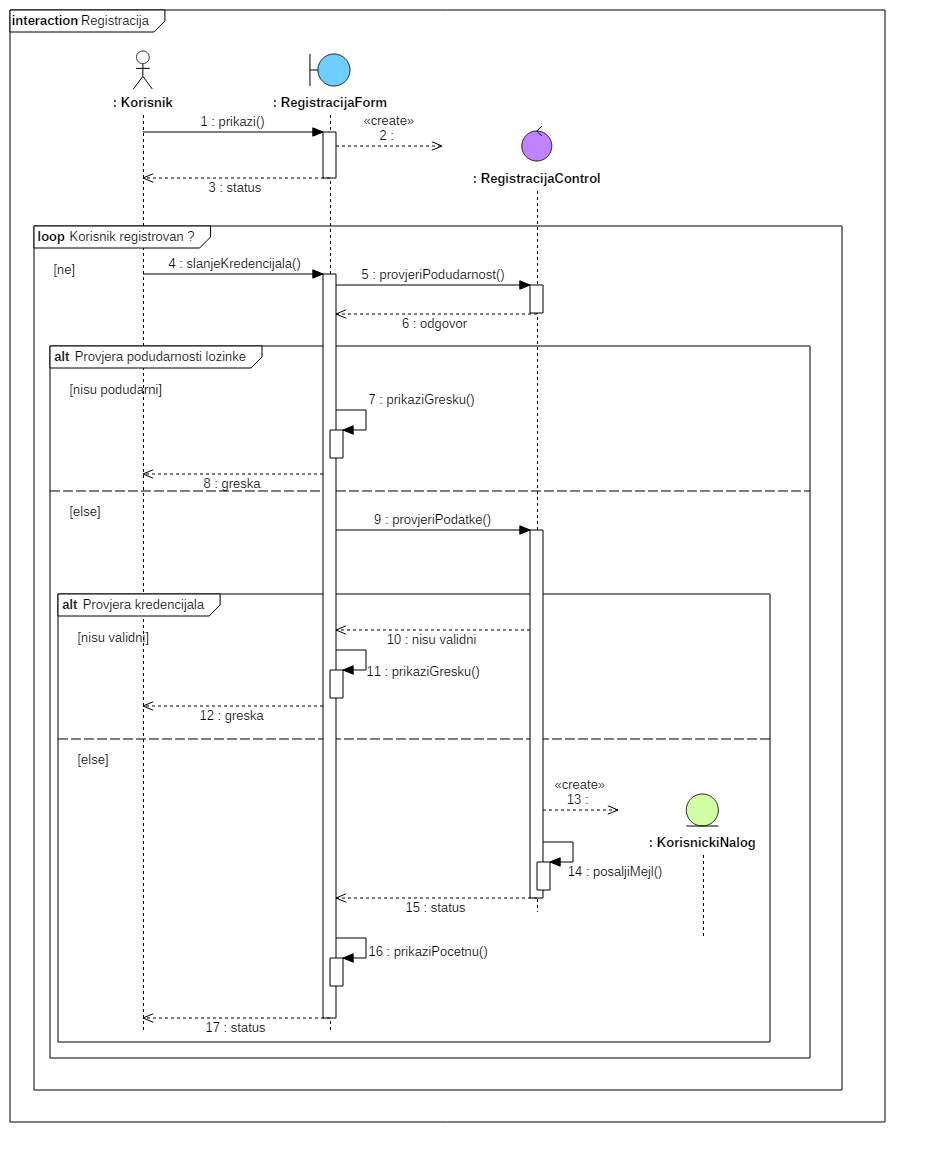 interaction Registracija
: Korisnik
: RegistracijaForm
1 : prikazi()
«create»
2 :
: RegistracijaControl
3 : status
loop Korisnik registrovan ?
[ne]
4 : slanjeKredencijala()
5 : provjeriPodudarnost()
6 : odgovor
alt Provjera podudarnosti lozinke
[nisu podudarni]
7 : prikaziGresku()
8 : greska
[else]
9 : provjeriPodatke()
alt Provjera kredencijala
[nisu validni]
10 : nisu validni
11 : prikaziGresku()
12 : greska
[else]
«create»
13 :
: KorisnickiNalog
14 : posaljiMejl()
15 : status
16 : prikaziPocetnu()
17 : status